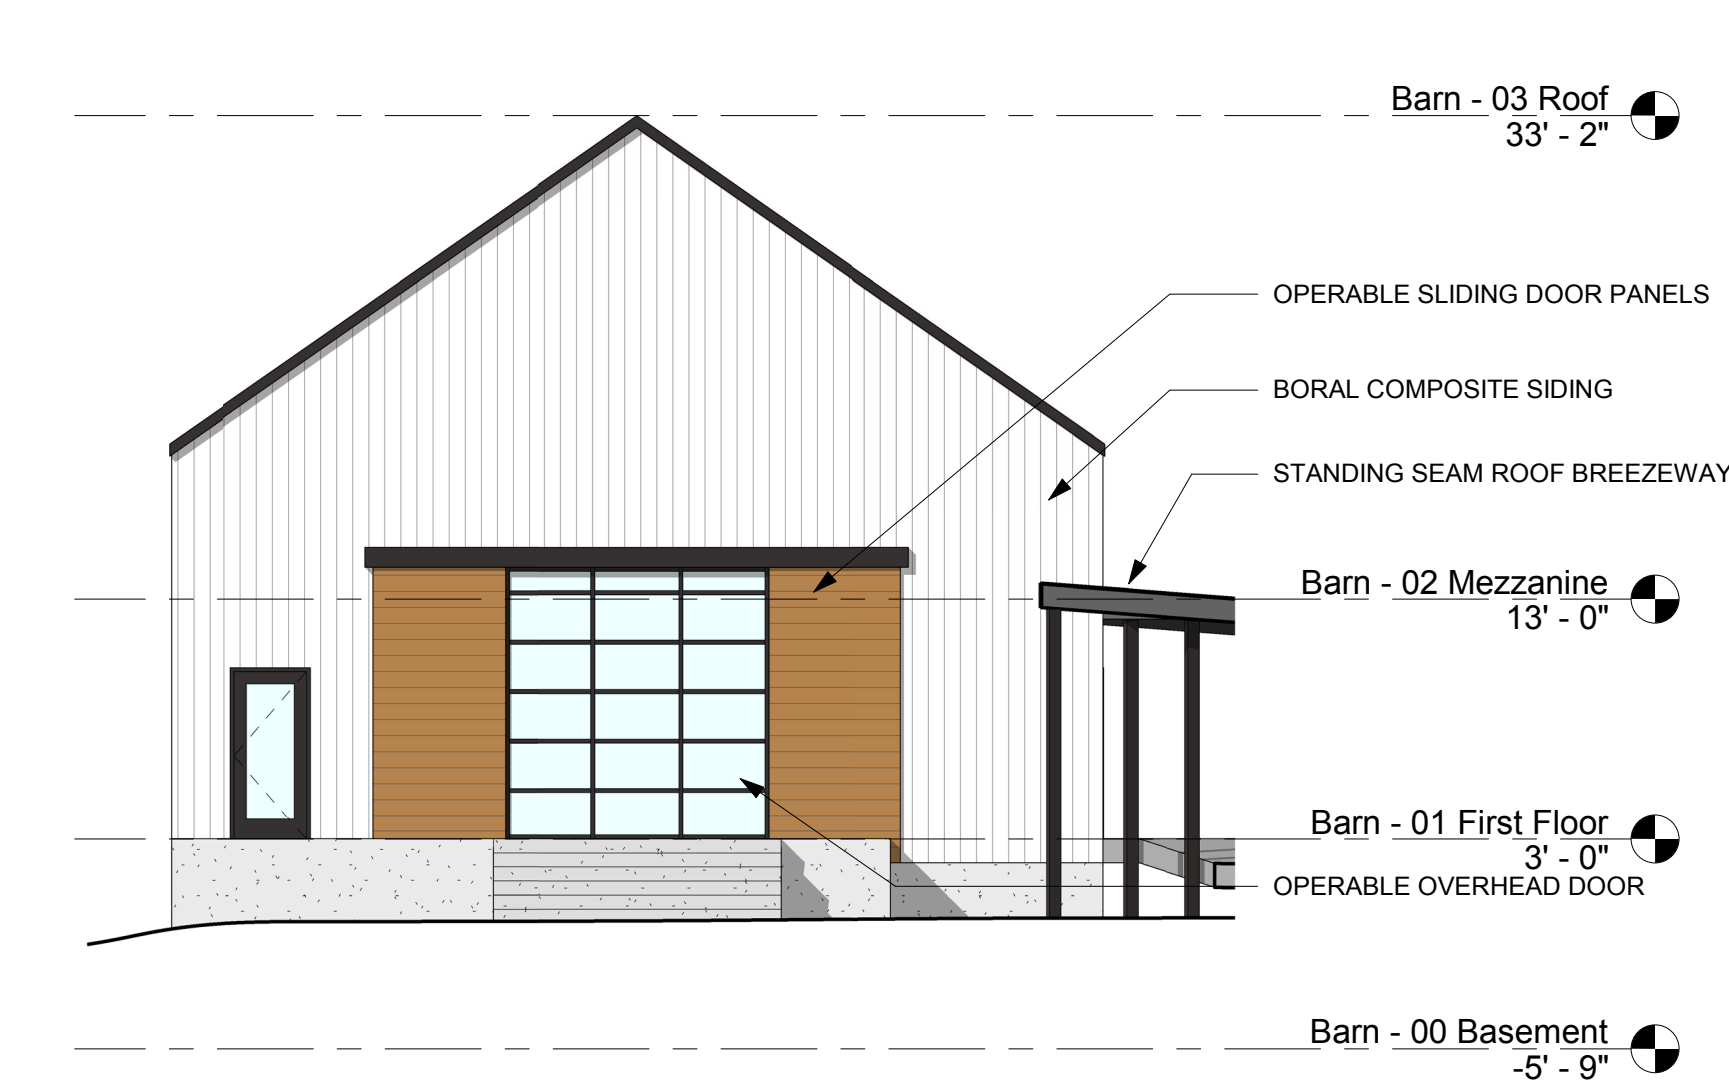 Barn - 03 Roof
33' - 2"
OPERABLE SLIDING DOOR PANELS
BORAL COMPOSITE SIDING
STANDING SEAM ROOF BREEZEWAY
Barn - 02 Mezzanine
13' - 0"
Barn - 01 First Floor
3' - 0"
OPERABLE OVERHEAD DOOR
Barn - 00 Basement
-5' - 9"